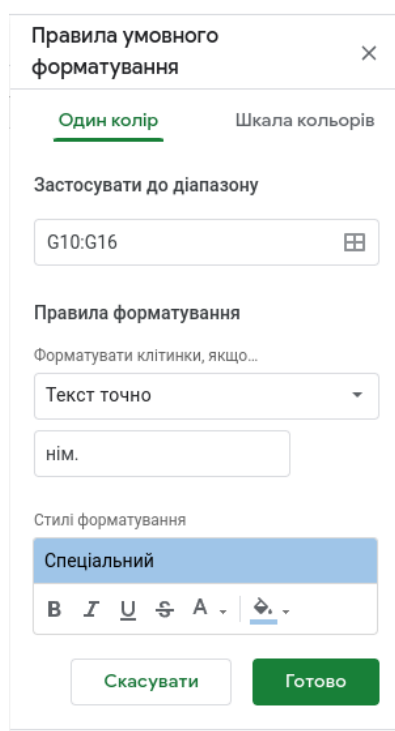 Правила умовного
форматування
Один колір
Шкала кольорів
Застосувати до діапазону
G10:G16
Правила форматування
Форматувати клітинки, якщо…
Текст точно
нім.
Стилі форматування
Спеціальний
B I U S A
Скасувати
Готово